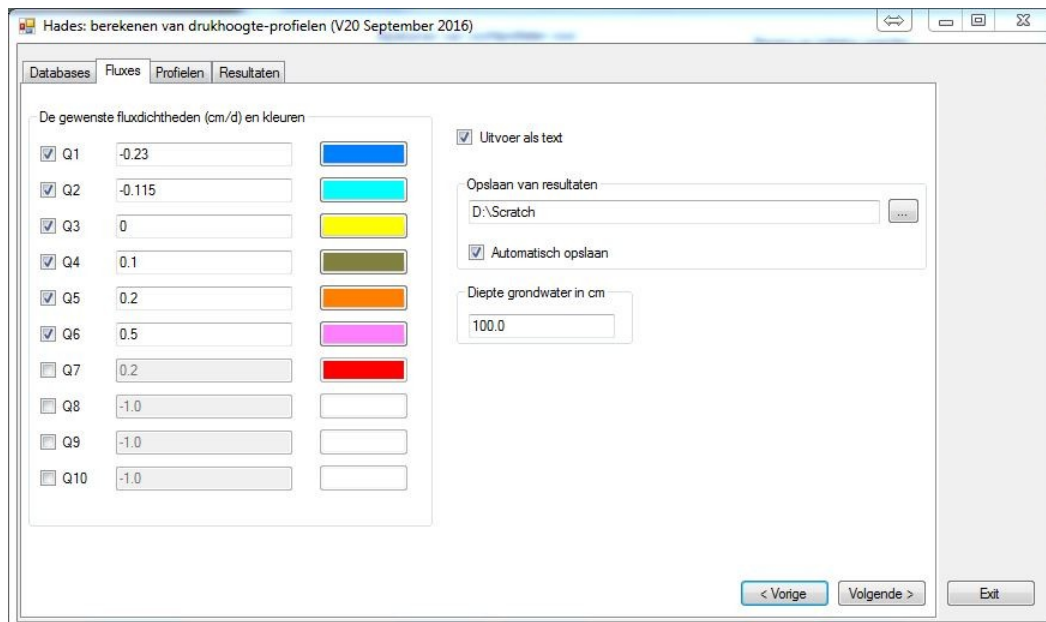 Hades: berekenen van drukhoogte-profielen (V20 September 2016)
Databases Fluxes Profielen Resultaten
De gewenste fluxdichtheden (cm/d) en kleuren
Q1 -0.23
Q2 -0.115
Q3 0
Q4 0.1
Q5 0.2
Q6 0.5
Q7 0.2
Q8 -1.0
Q9 -1.0
Q10 -1.0
Uitvoer als text
Opslaan van resultaten
D:\Scratch ...
Automatisch opslaan
Diepte grondwater in cm
100.0
< Vorige Volgende > Exit